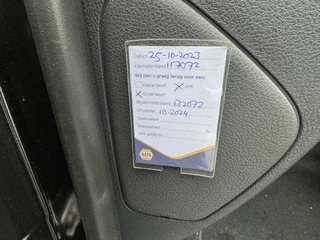 Datum 25-10-2023
Kilometerstand 117072
Wij zien u graag terug voor een:
Kleine beurt X APK
X Grote beurt
Bij kilometerstand 132072
Of uiterlijk 10-2024